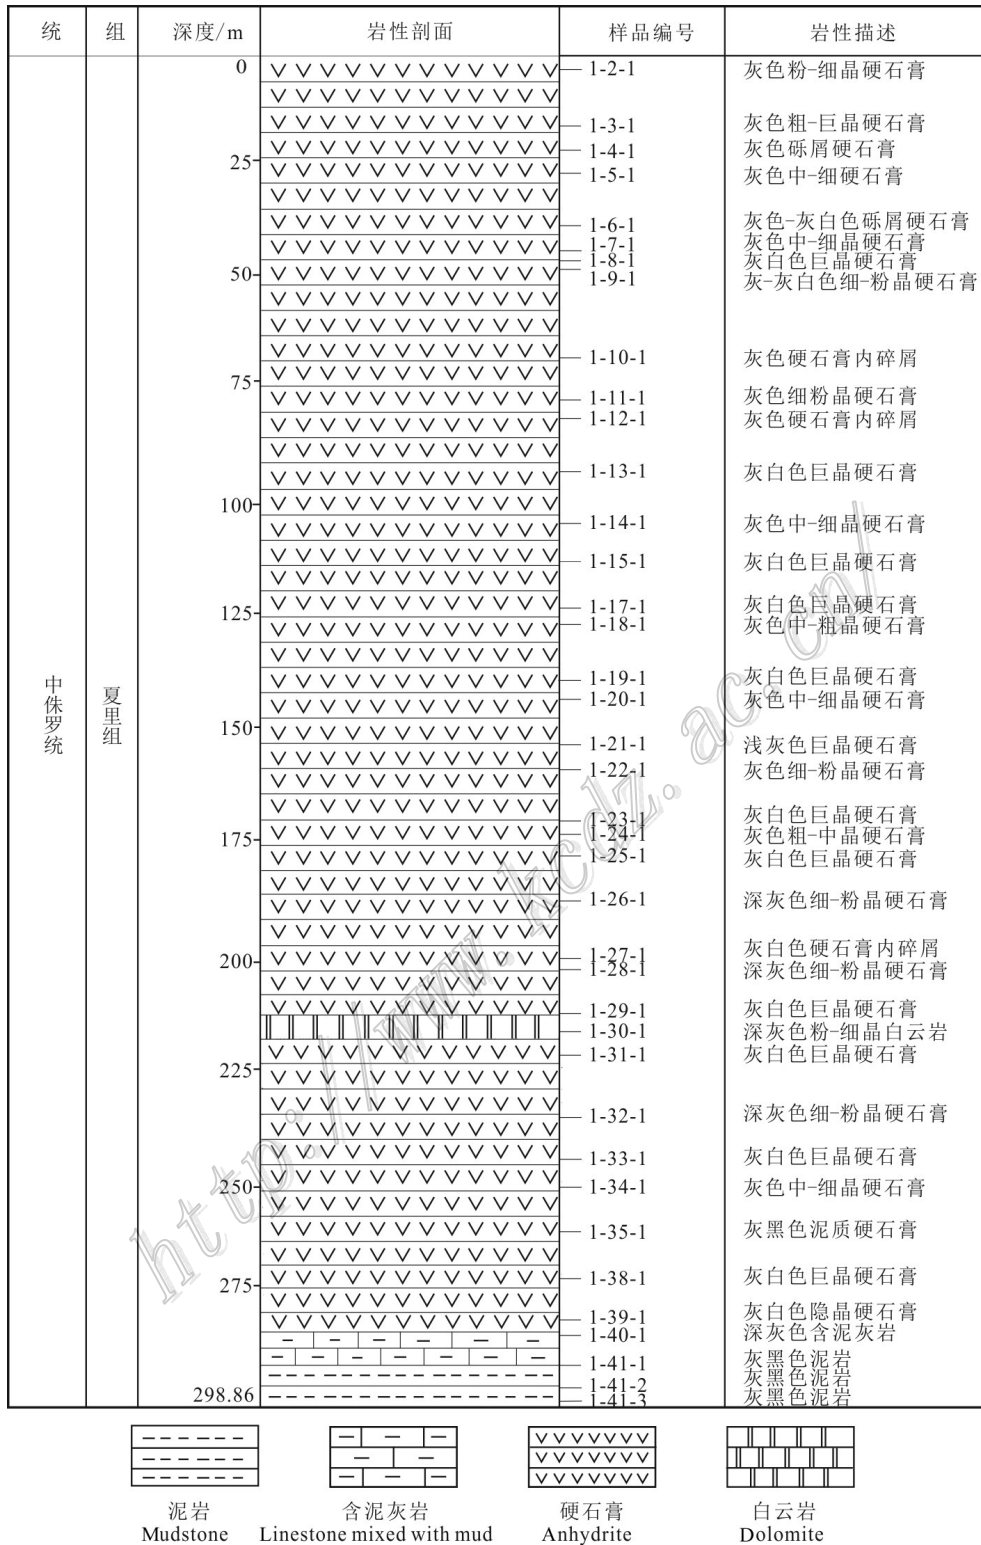 统 组 深度/m 岩性剖面 样品编号 岩性描述
0 1-2-1 灰色粉-细晶硬石膏
1-3-1 灰色粗-巨晶硬石膏
1-4-1 灰色砾屑硬石膏
25 1-5-1 灰色中-细硬石膏
1-6-1 灰色-灰白色砾屑硬石膏
1-7-1 灰色中-细晶硬石膏
1-8-1 灰白色巨晶硬石膏
50 1-9-1 灰-灰白色细-粉晶硬石膏
1-10-1 灰色硬石膏内碎屑
75
1-11-1 灰色细粉晶硬石膏
1-12-1 灰色硬石膏内碎屑
1-13-1 灰白色巨晶硬石膏
100
1-14-1 灰色中-细晶硬石膏
1-15-1 灰白色巨晶硬石膏
1-17-1 灰白色巨晶硬石膏
125
1-18-1 灰色中-粗晶硬石膏
1-19-1 灰白色巨晶硬石膏
1-20-1 灰色中-细晶硬石膏
中侏罗统 夏里组
150
1-21-1 浅灰色巨晶硬石膏
1-22-1 灰色细-粉晶硬石膏
1-23-1 灰白色巨晶硬石膏
175 1-24-1 灰色粗-中晶硬石膏
1-25-1 灰白色巨晶硬石膏
1-26-1 深灰色细-粉晶硬石膏
1-27-1 灰白色硬石膏内碎屑
200 1-28-1 深灰色细-粉晶硬石膏
1-29-1 灰白色巨晶硬石膏
1-30-1 深灰色粉-细晶白云岩
1-31-1 灰白色巨晶硬石膏
225
1-32-1 深灰色细-粉晶硬石膏
1-33-1 灰白色巨晶硬石膏
250 1-34-1 灰色中-细晶硬石膏
1-35-1 灰黑色泥质硬石膏
1-38-1 灰白色巨晶硬石膏
275
1-39-1 灰白色隐晶硬石膏
1-40-1 深灰色含泥灰岩
1-41-1 灰黑色泥岩
1-41-2 灰黑色泥岩
298.86 1-41-3 灰黑色泥岩
http://www.kcdz.ac.cn/
泥岩 含泥灰岩 硬石膏 白云岩
Mudstone Linestone mixed with mud Anhydrite Dolomite